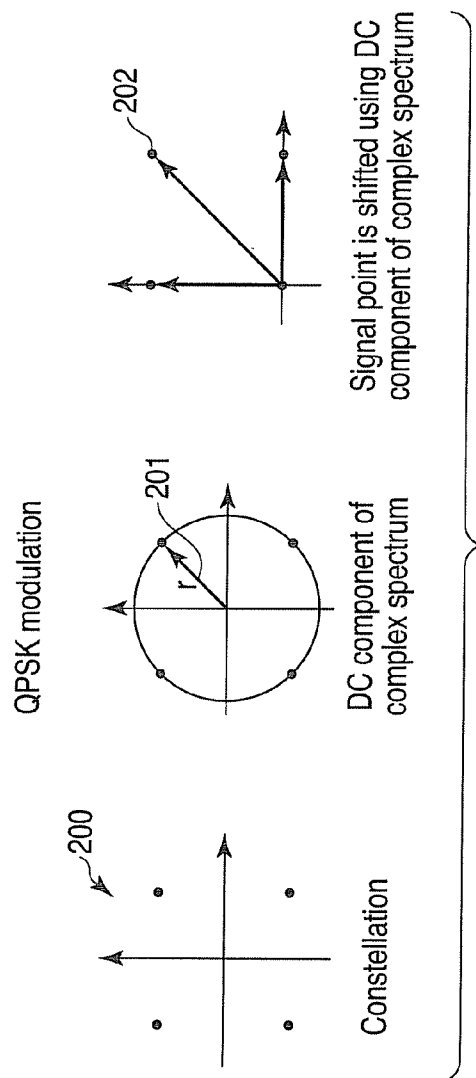 QPSK modulation
200
Constellation
201
r
DC component of
complex spectrum
202
Signal point is shifted using DC
component of complex spectrum